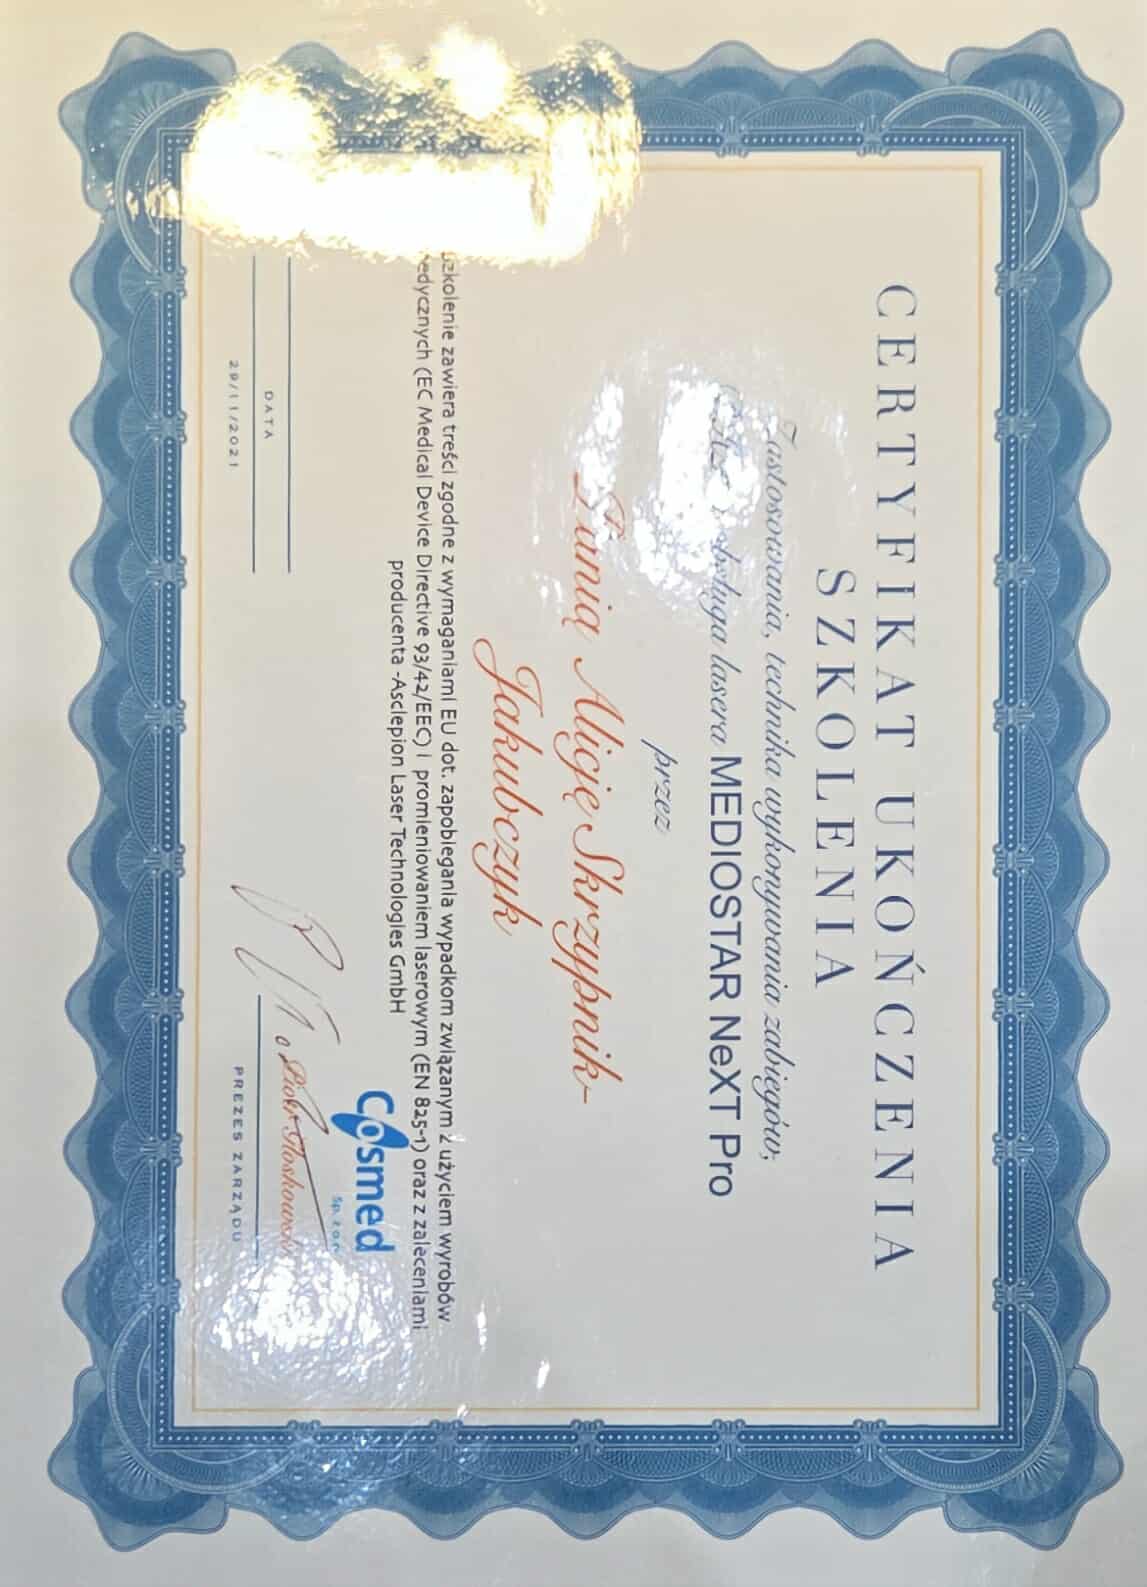 CERTYFIKAT UKOŃCZENIA
SZKOLENIA
Zastosowania, technika wykonywania zabiegów,
obsługa lasera MEDIOSTAR NeXT Pro
przez
Panią Alicję Skrzypnik-
Jakubczyk
Szkolenie zawiera treści zgodne z wymaganiami EU dot. zapobiegania wypadkom związanym z użyciem wyrobów
medycznych (EC Medical Device Directive 93/42/EEC) i promieniowaniem laserowym (EN 825-1) oraz z zaleceniami
producenta -Asclepion Laser Technologies GmbH
Cosmed
Sp. z o.o.
DATA
29/11/2021
PREZES ZARZĄDU